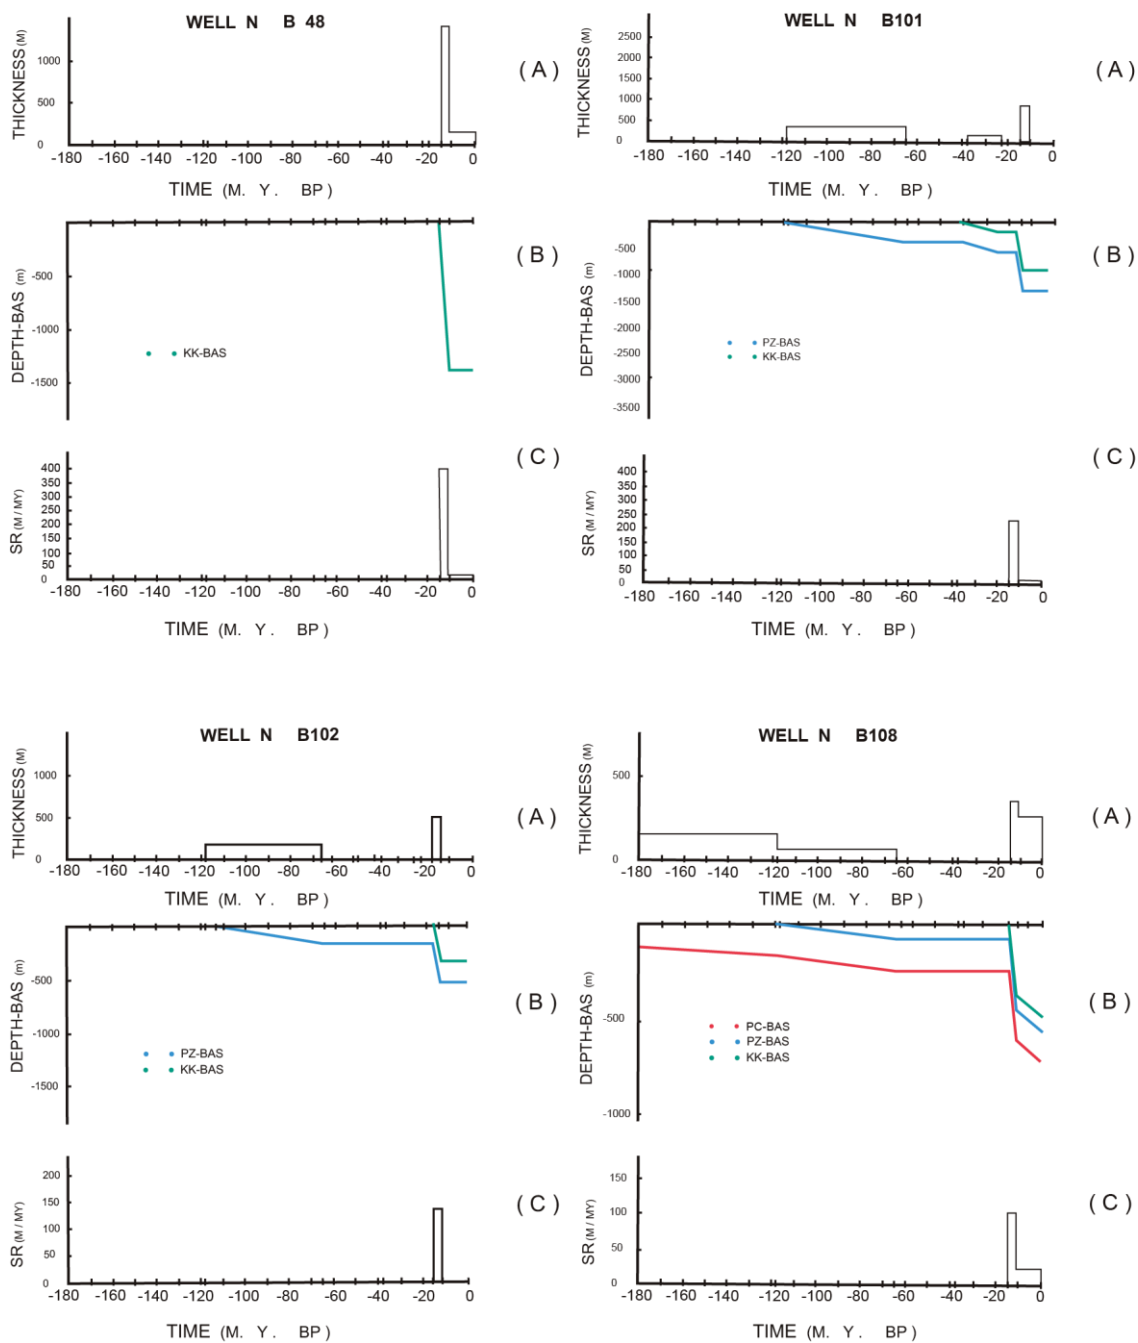 WELL N B 48
THICKNESS (M)
1000
500
0
-180 -160 -140 -120 -100 -80 -60 -40 -20 0
TIME (M. Y. BP)
(A)
DEPTH-BAS (m)
-500
-1000
-1500
KK-BAS
(B)
SR (M / MY)
400
350
300
250
200
150
100
50
0
-180 -160 -140 -120 -100 -80 -60 -40 -20 0
TIME (M. Y. BP)
(C)
WELL N B101
THICKNESS (M)
2500
2000
1500
1000
500
0
-180 -160 -140 -120 -100 -80 -60 -40 -20 0
TIME (M. Y. BP)
(A)
DEPTH-BAS (m)
-500
-1000
-1500
-2000
-2500
-3000
-3500
PZ-BAS
KK-BAS
(B)
SR (M / MY)
400
350
300
250
200
150
100
50
0
-180 -160 -140 -120 -100 -80 -60 -40 -20 0
TIME (M. Y. BP)
(C)
WELL N B102
THICKNESS (M)
1000
500
0
-180 -160 -140 -120 -100 -80 -60 -40 -20 0
TIME (M. Y. BP)
(A)
DEPTH-BAS (m)
-500
-1000
-1500
PZ-BAS
KK-BAS
(B)
SR (M / MY)
200
150
100
50
0
-180 -160 -140 -120 -100 -80 -60 -40 -20 0
TIME (M. Y. BP)
(C)
WELL N B108
THICKNESS (M)
500
0
-180 -160 -140 -120 -100 -80 -60 -40 -20 0
TIME (M. Y. BP)
(A)
DEPTH-BAS (m)
-500
-1000
PC-BAS
PZ-BAS
KK-BAS
(B)
SR (M / MY)
150
100
50
0
-180 -160 -140 -120 -100 -80 -60 -40 -20 0
TIME (M. Y. BP)
(C)